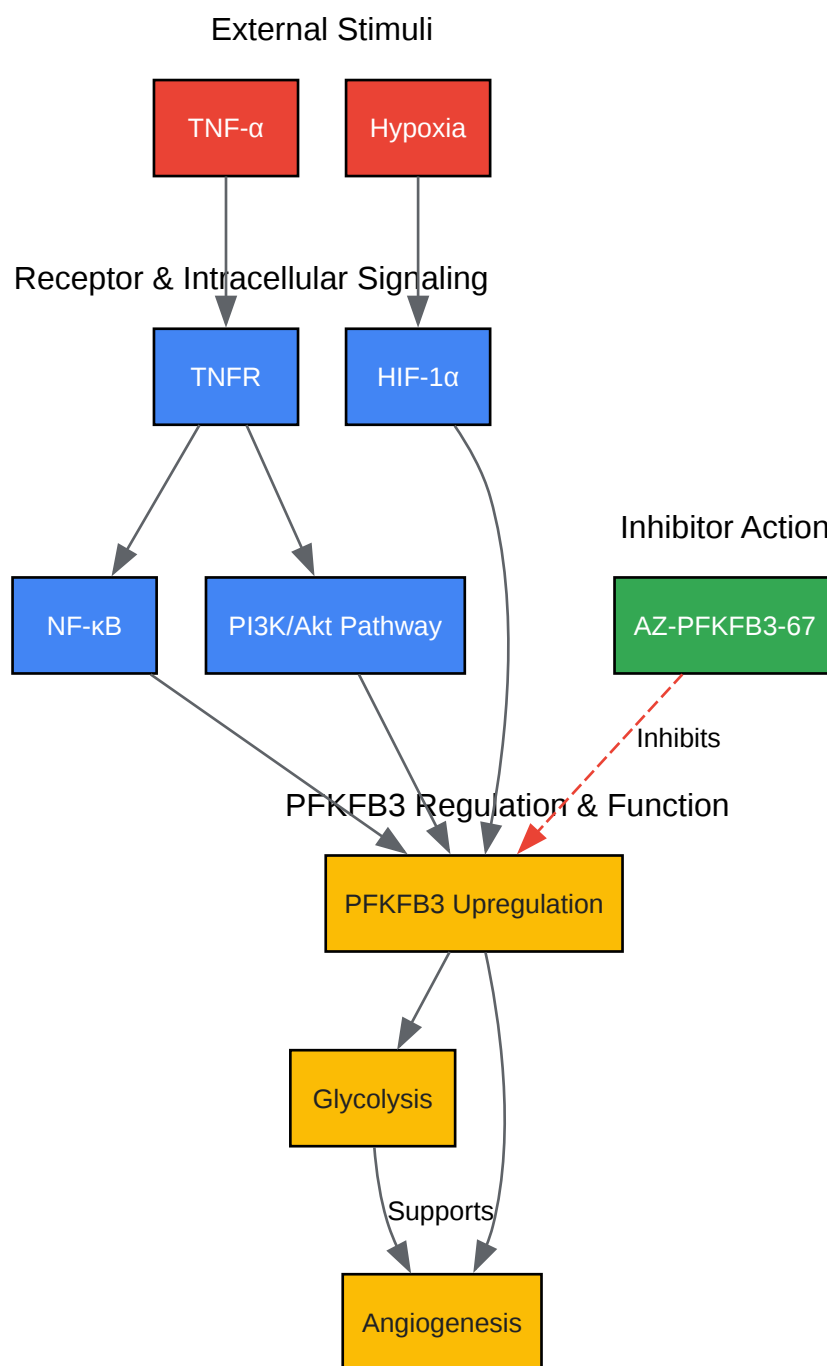 External Stimuli
TNF-α
Hypoxia
Receptor & Intracellular Signaling
TNFR
HIF-1α
Inhibitor Action
NF-κB
PI3K/Akt Pathway
AZ-PFKFB3-67
Inhibits
PFKFB3 Regulation & Function
PFKFB3 Upregulation
Glycolysis
Supports
Angiogenesis